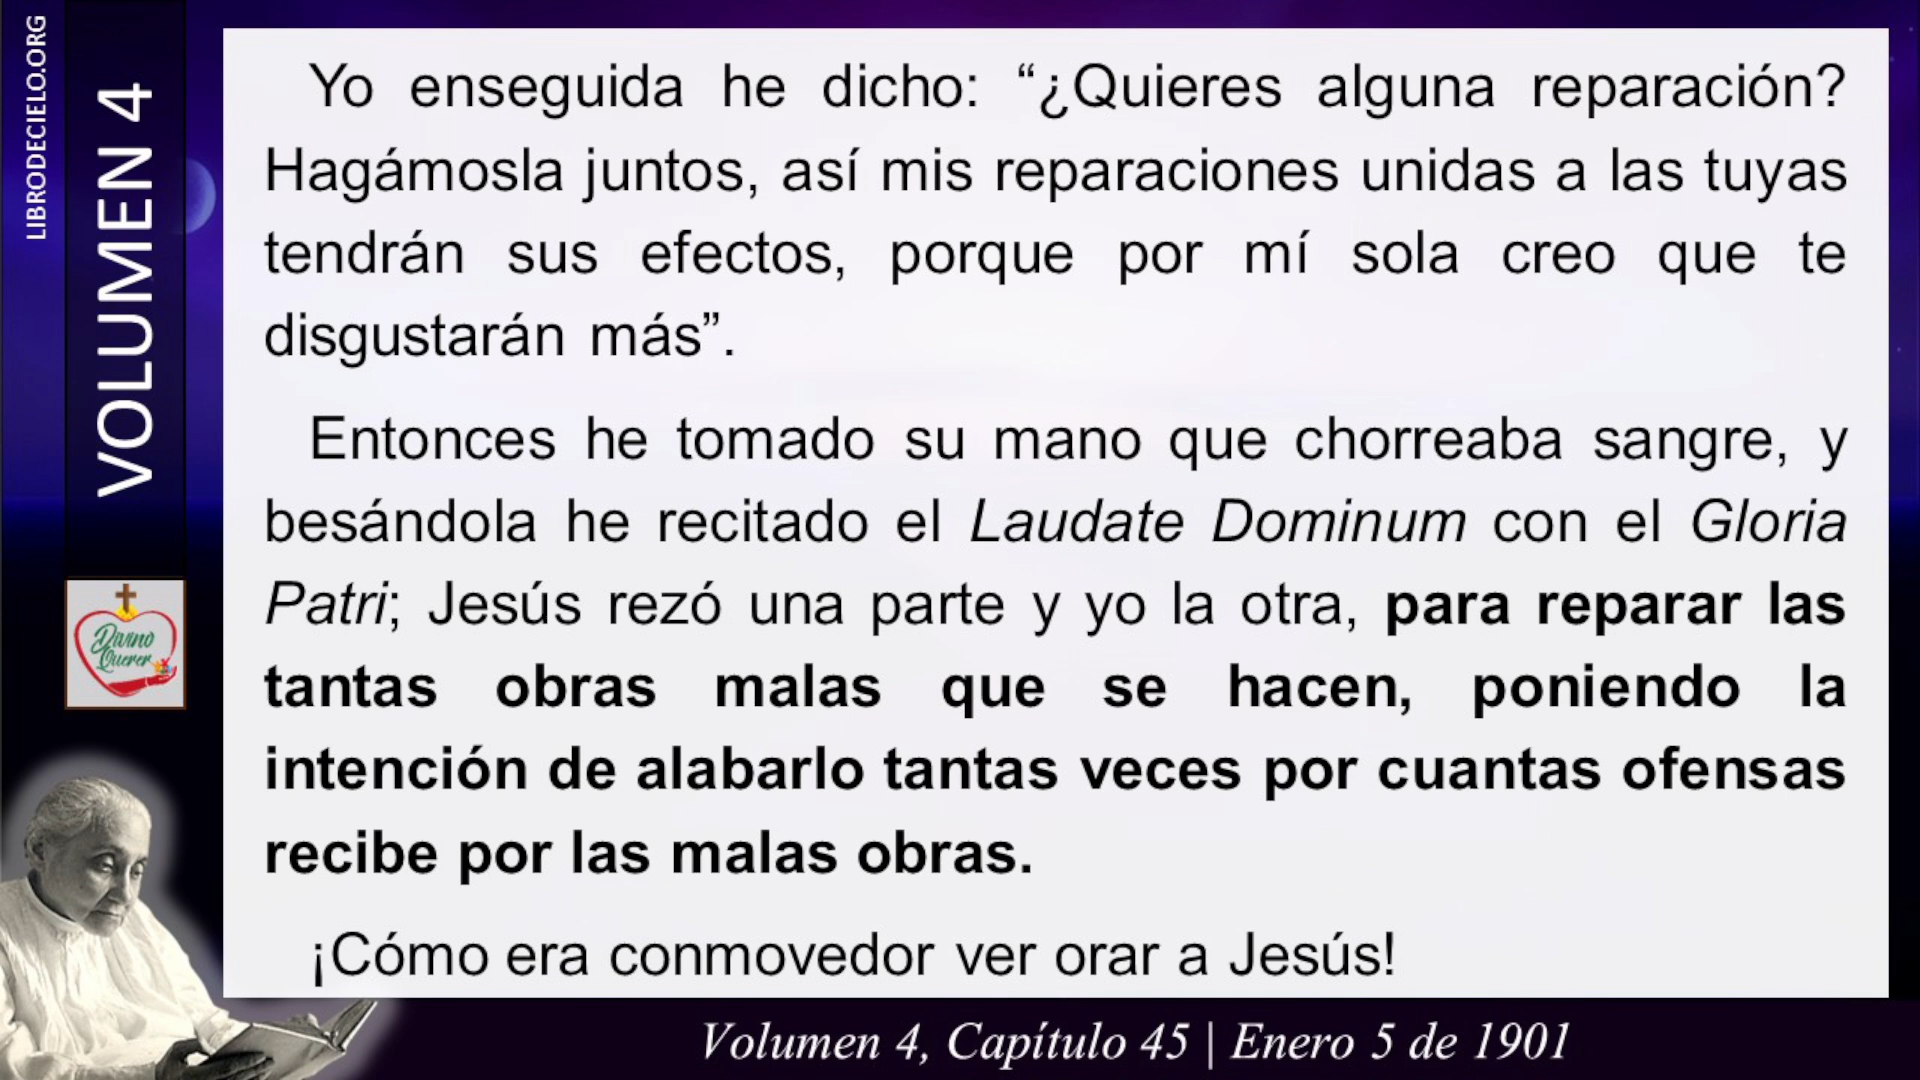 LIBRODECIELO.ORG
VOLUMEN 4
Divino
Querer
Yo enseguida he dicho: “¿Quieres alguna reparación?
Hagámosla juntos, así mis reparaciones unidas a las tuyas
tendrán sus efectos, porque por mí sola creo que te
disgustarán más”.
Entonces he tomado su mano que chorreaba sangre, y
besándola he recitado el Laudate Dominum con el Gloria
Patri; Jesús rezó una parte y yo la otra, para reparar las
tantas obras malas que se hacen, poniendo la
intención de alabarlo tantas veces por cuantas ofensas
recibe por las malas obras.
¡Cómo era conmovedor ver orar a Jesús!
Volumen 4, Capítulo 45 | Enero 5 de 1901